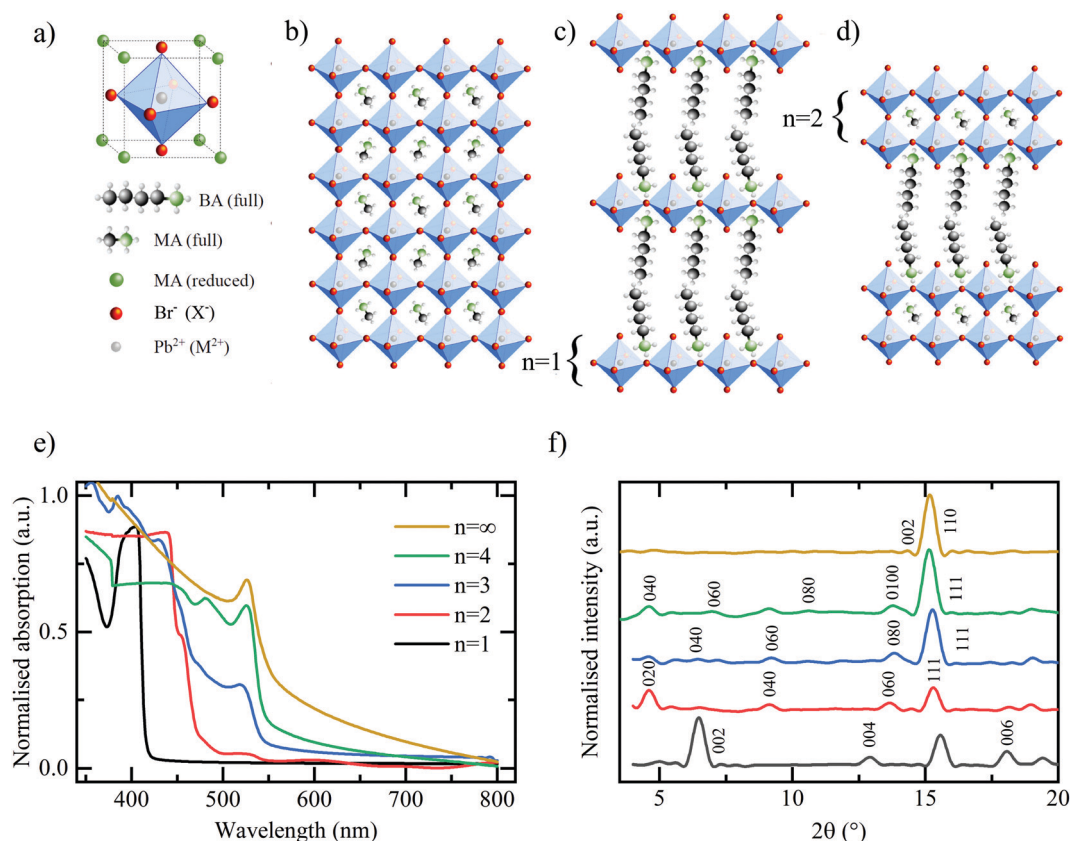 a)
BA (full)
MA (full)
MA (reduced)
Br⁻ (X⁻)
Pb²⁺ (M²⁺)
b)
c)
n=1
d)
n=2
e)
Normalised absorption (a.u.)
1.0
0.5
0.0
n=∞
n=4
n=3
n=2
n=1
400 500 600 700 800
Wavelength (nm)
f)
Normalised intensity (a.u.)
002 110
040 060 080 0100 111
040 060 080 111
020 040 060 111
002 004 006
5 10 15 20
2θ (°)